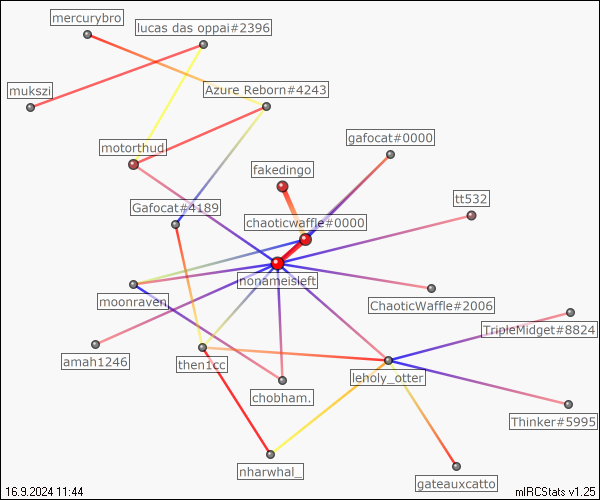 mercurybro
lucas das oppai#2396
mukszi
Azure Reborn#4243
gafocat#0000
motorthud
fakedingo
tt532
Gafocat#4189
chaoticwaffle#0000
nonameisleft
moonraven
ChaoticWaffle#2006
TripleMidget#8824
amah1246
then1cc
leholy_otter
chobham.
Thinker#5995
nharwhal_
gateauxcatto
16.9.2024 11:44
mIRCStats v1.25